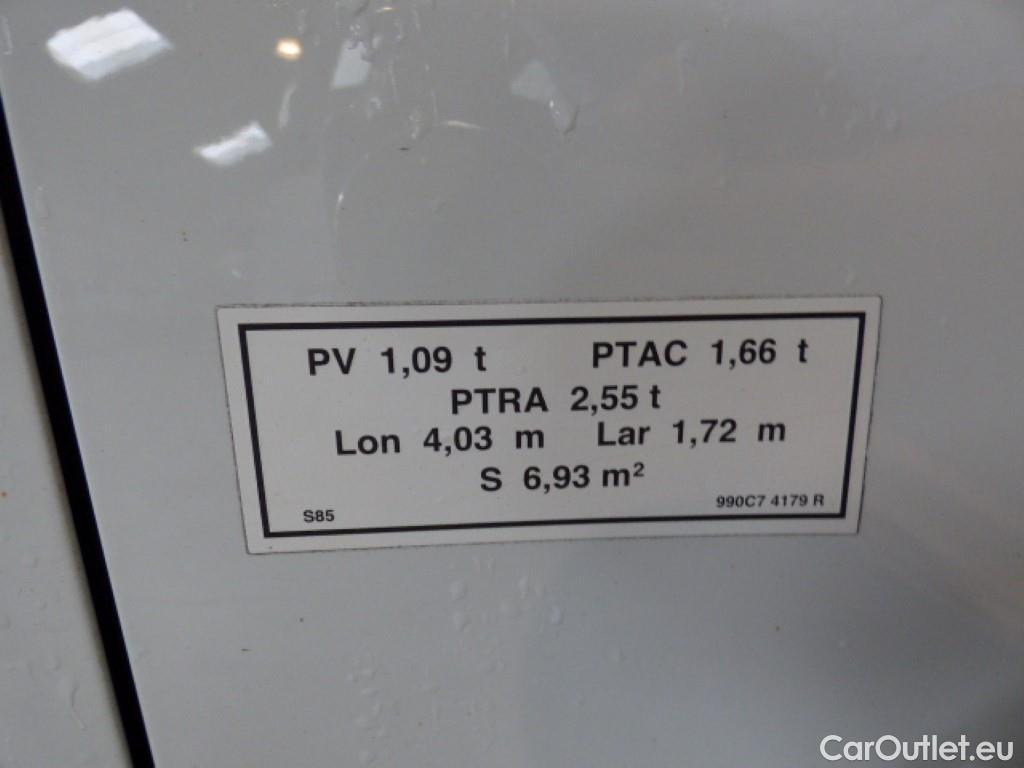 PV 1,09 t PTAC 1,66 t
PTRA 2,55 t
Lon 4,03 m Lar 1,72 m
S 6,93 m²
S85 990C7 4179 R
CarOutlet.eu